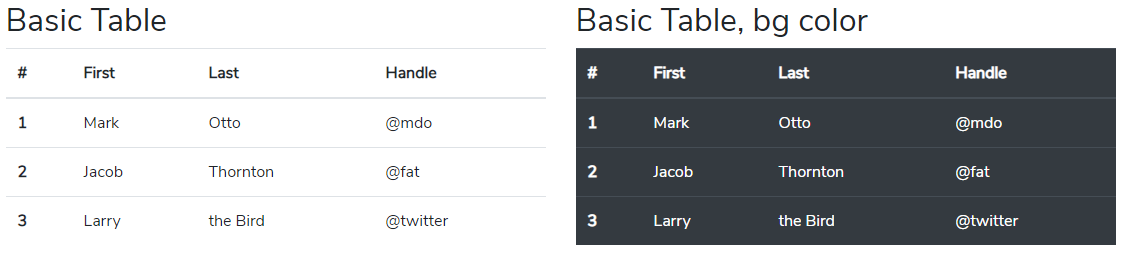 Basic Table
# First Last Handle
1 Mark Otto @mdo
2 Jacob Thornton @fat
3 Larry the Bird @twitter
Basic Table, bg color
# First Last Handle
1 Mark Otto @mdo
2 Jacob Thornton @fat
3 Larry the Bird @twitter